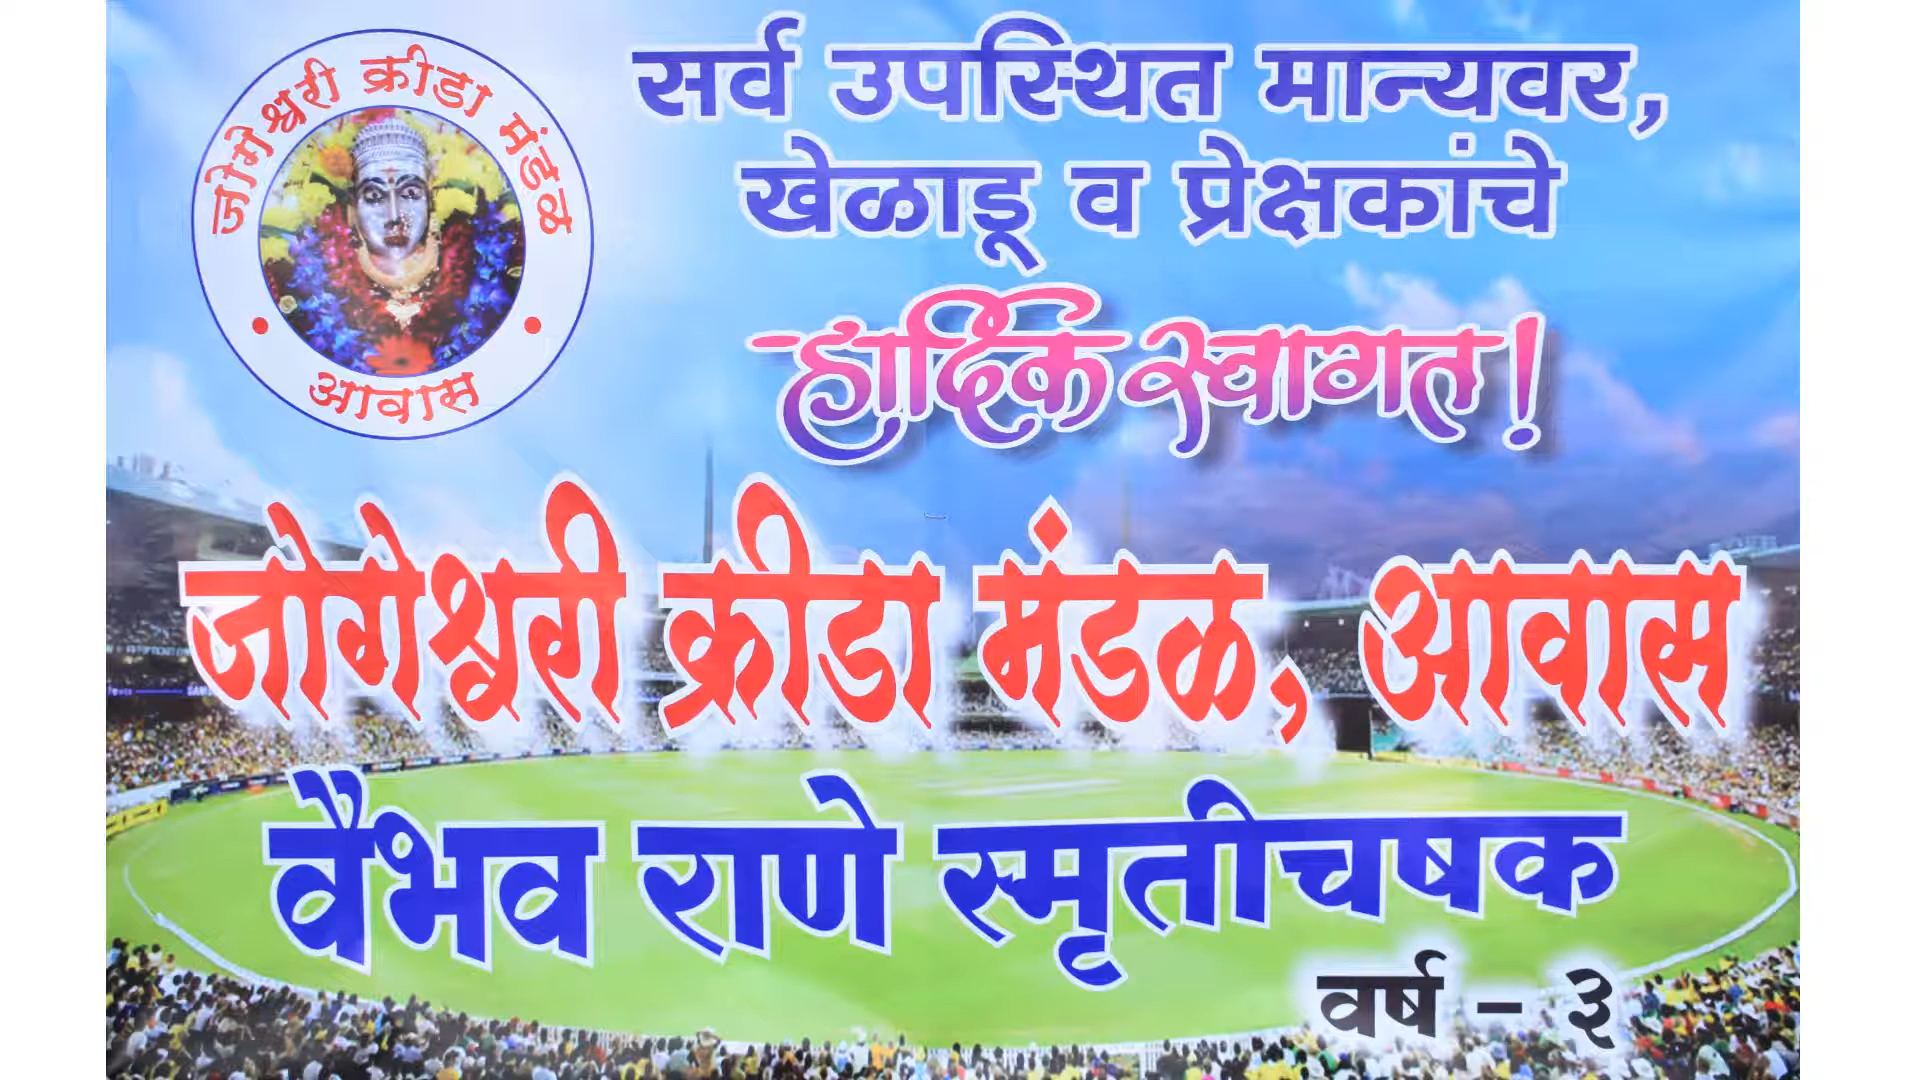 जोगेश्वरी क्रीडा मंडळ
आवास
सर्व उपस्थित मान्यवर,
खेळाडू व प्रेक्षकांचे
हार्दिक स्वागत!
जोगेश्वरी क्रीडा मंडळ, आवास
वैभव राणे स्मृतीचषक
वर्ष - ३